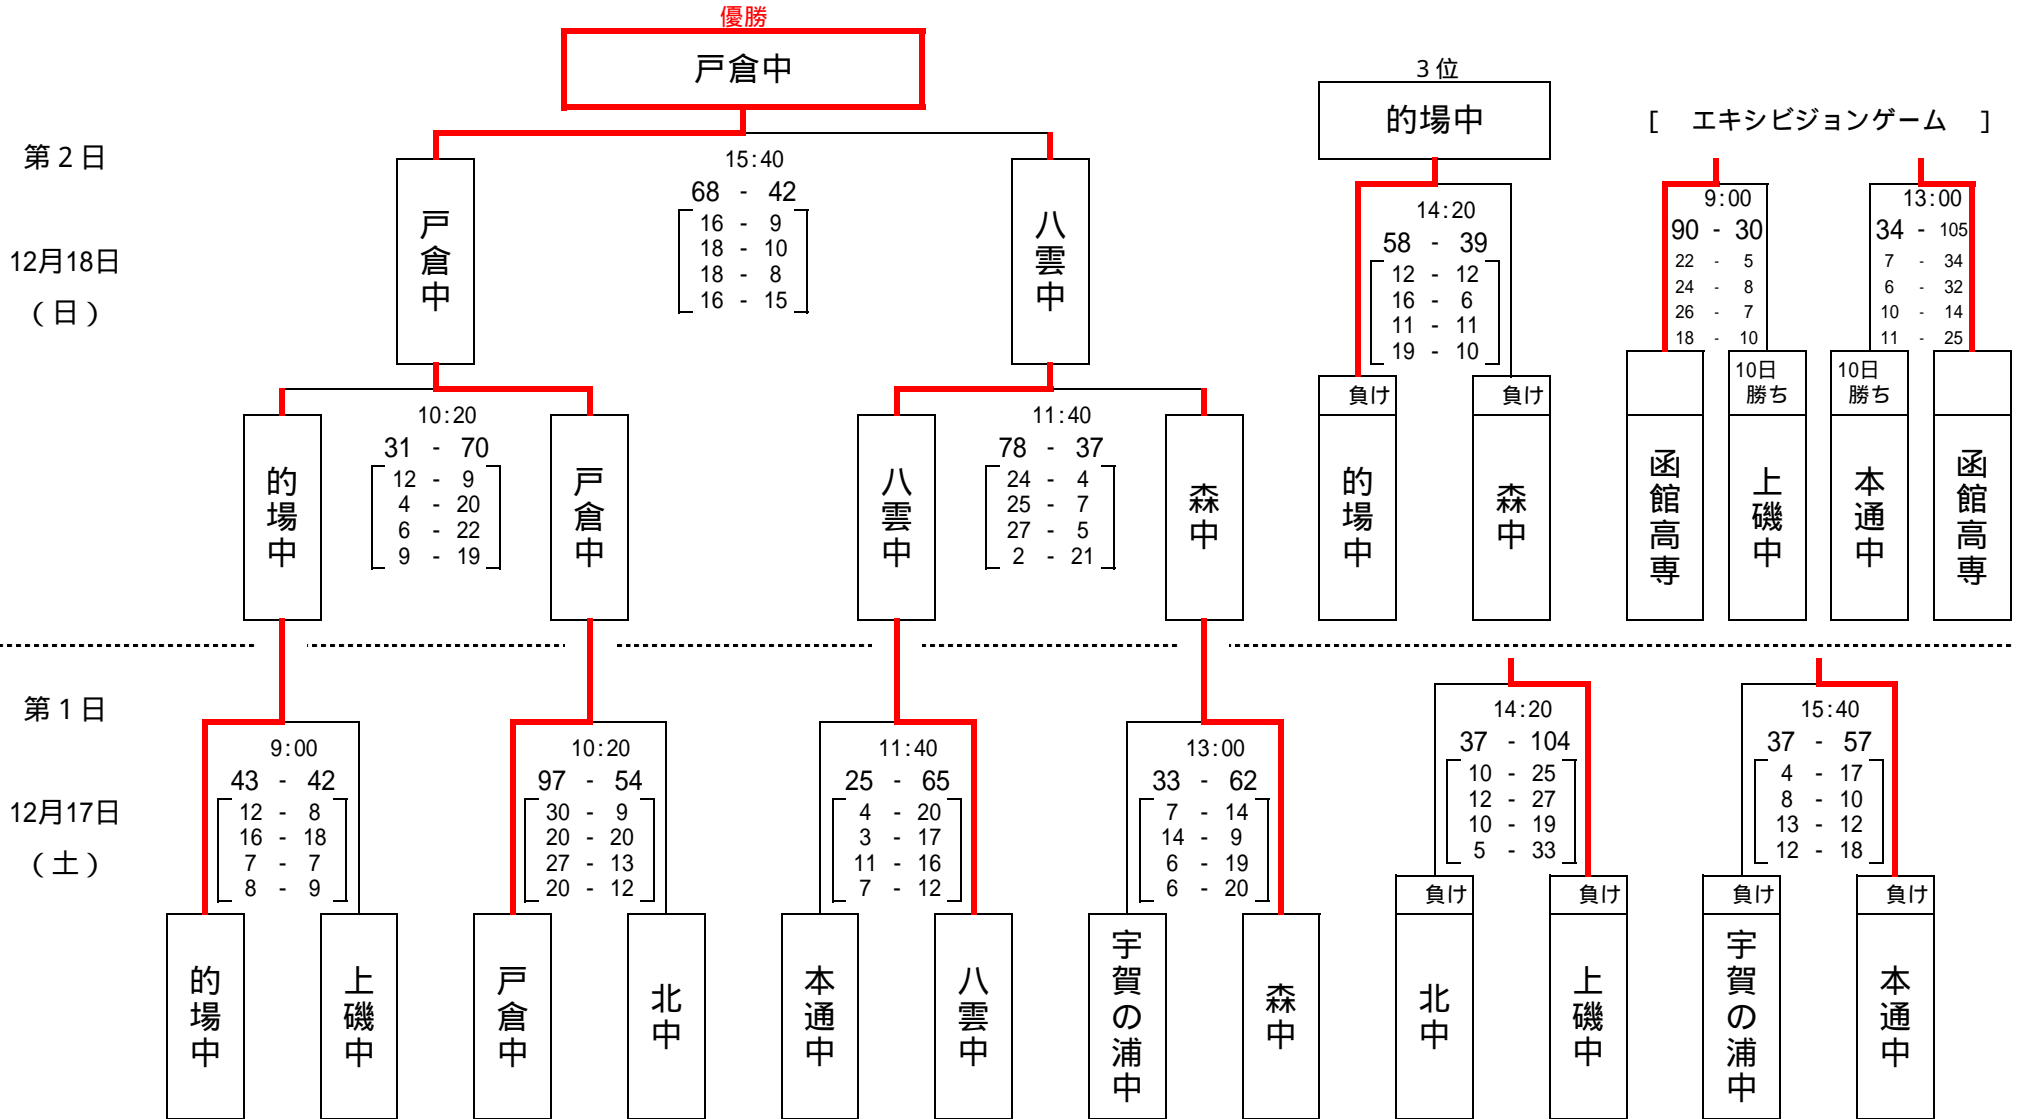 優勝
戸倉中
3位
的場中
[ エキシビジョンゲーム ]
第2日
12月18日
(日)
戸倉中
15:40
68 - 42
16 - 9
18 - 10
18 - 8
16 - 15
八雲中
14:20
58 - 39
12 - 12
16 - 6
11 - 11
19 - 10
負け
的場中
負け
森中
9:00
90 - 30
22 - 5
24 - 8
26 - 7
18 - 10
函館高専
10日
勝ち
上磯中
13:00
34 - 105
7 - 34
6 - 32
10 - 14
11 - 25
10日
勝ち
本通中
函館高専
的場中
10:20
31 - 70
12 - 9
4 - 20
6 - 22
9 - 19
戸倉中
八雲中
11:40
78 - 37
24 - 4
25 - 7
27 - 5
2 - 21
森中
第1日
12月17日
(土)
9:00
43 - 42
12 - 8
16 - 18
7 - 7
8 - 9
的場中
上磯中
10:20
97 - 54
30 - 9
20 - 20
27 - 13
20 - 12
戸倉中
北中
11:40
25 - 65
4 - 20
3 - 17
11 - 16
7 - 12
本通中
八雲中
13:00
33 - 62
7 - 14
14 - 9
6 - 19
6 - 20
宇賀の浦中
森中
14:20
37 - 104
10 - 25
12 - 27
10 - 19
5 - 33
負け
北中
負け
上磯中
15:40
37 - 57
4 - 17
8 - 10
13 - 12
12 - 18
負け
宇賀の浦中
負け
本通中